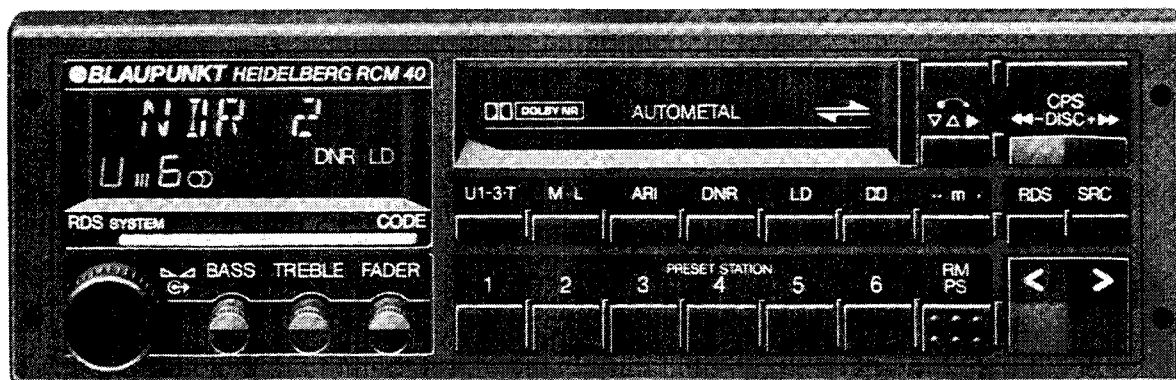 BLAUPUNKT HEIDELBERG RCM 40
NDR 2
DNR LD
U III 6
RDS SYSTEM CODE
BASS TREBLE FADER
DOLBY NR AUTOMETAL
CPS
-DISC+
U1-3-T M·L ARI DNR LD -- m · RDS SRC
PRESET STATION
1 2 3 4 5 6 RM PS
< >